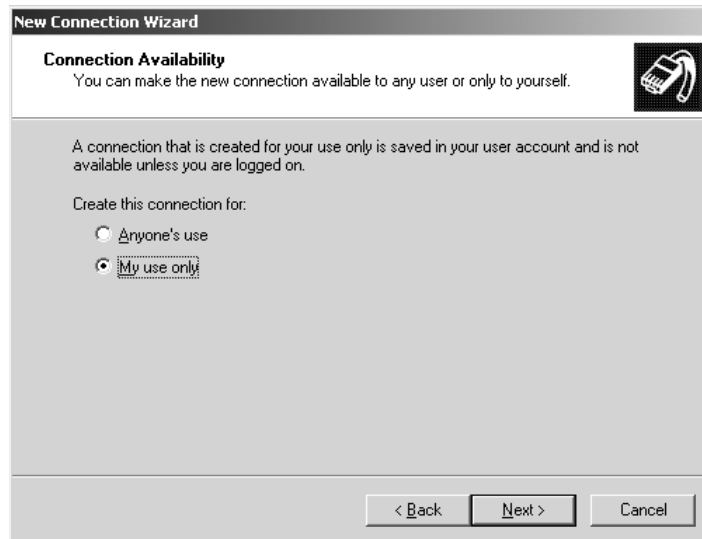 New Connection Wizard
Connection Availability
You can make the new connection available to any user or only to yourself.
A connection that is created for your use only is saved in your user account and is not
available unless you are logged on.
Create this connection for:
Anyone's use
My use only
< Back Next > Cancel